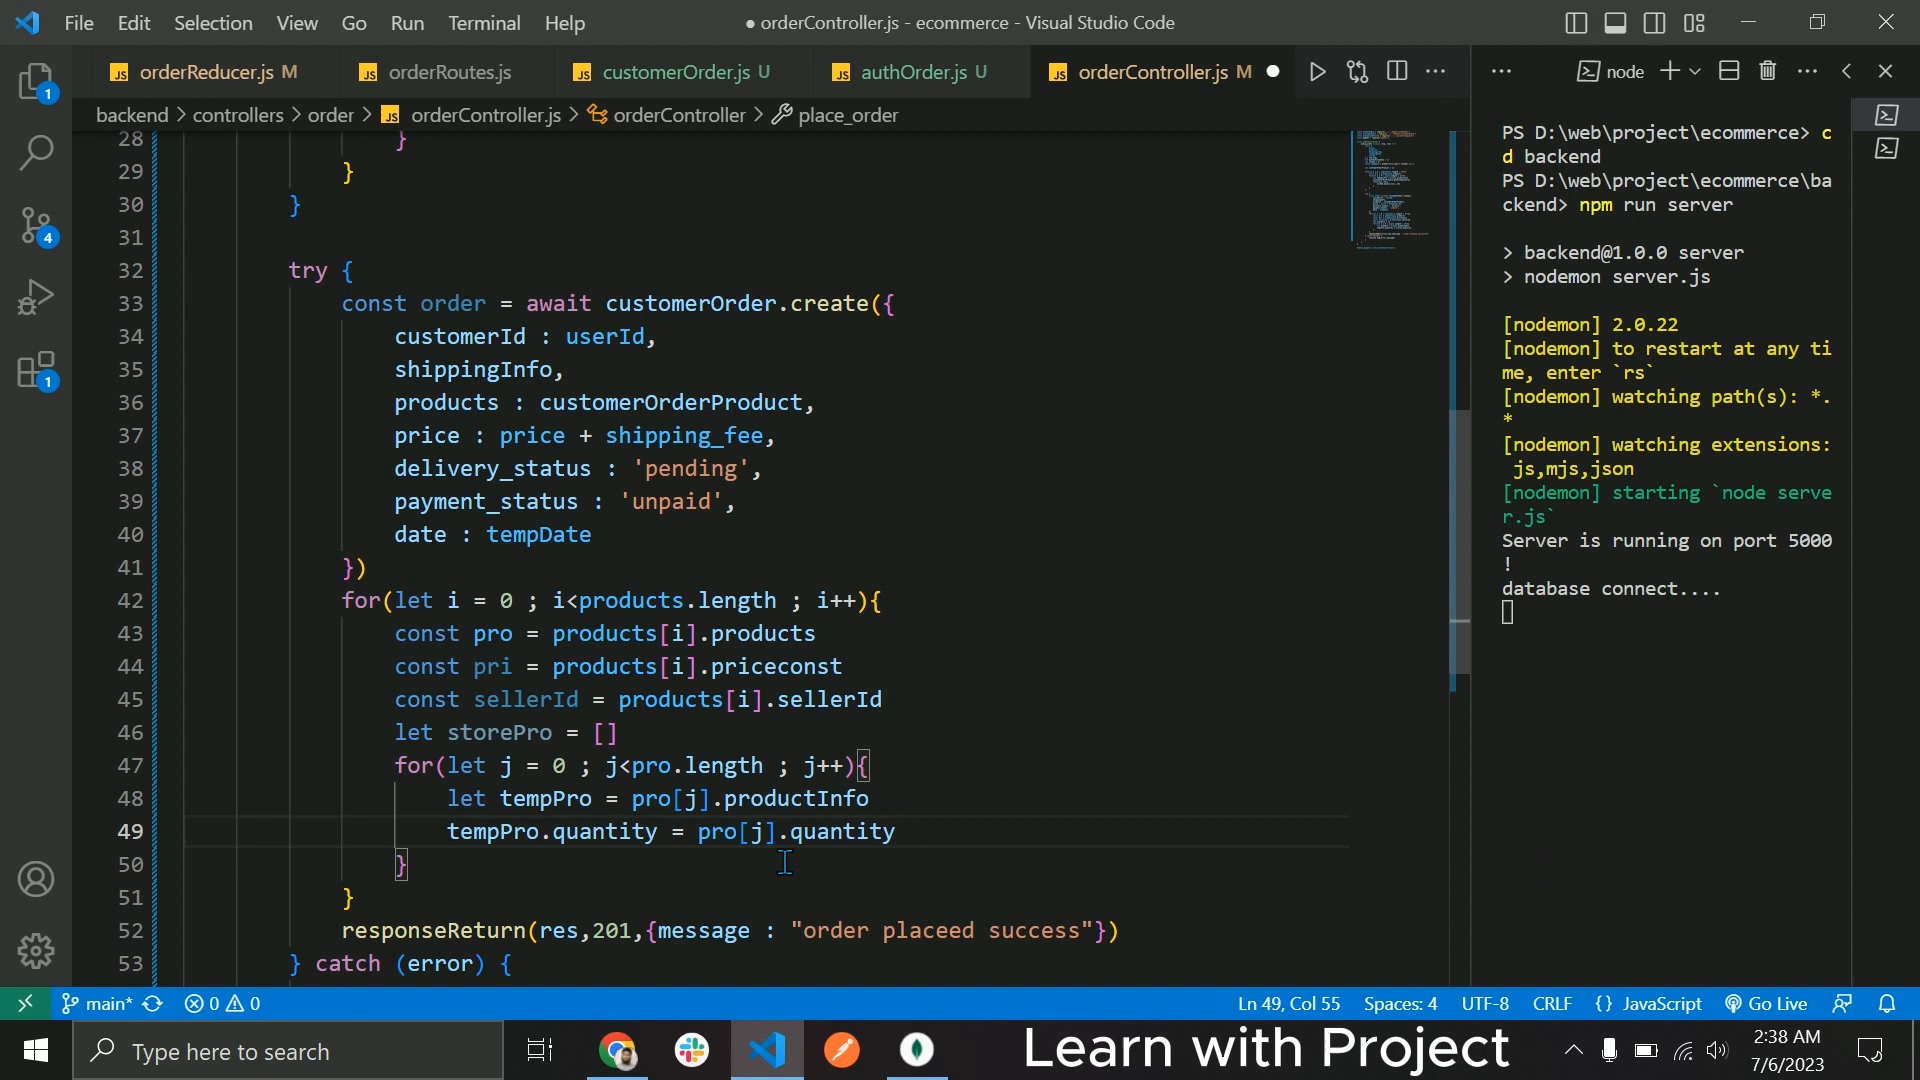 File Edit Selection View Go Run Terminal Help
● orderController.js - ecommerce - Visual Studio Code
JS orderReducer.js M
JS orderRoutes.js
JS customerOrder.js U
JS authOrder.js U
JS orderController.js M ●
node
backend > controllers > order > JS orderController.js > orderController > place_order
28 }
29 }
30 }
31
32 try {
33 const order = await customerOrder.create({
34 customerId : userId,
35 shippingInfo,
36 products : customerOrderProduct,
37 price : price + shipping_fee,
38 delivery_status : 'pending',
39 payment_status : 'unpaid',
40 date : tempDate
41 })
42 for(let i = 0 ; i<products.length ; i++){
43 const pro = products[i].products
44 const pri = products[i].priceconst
45 const sellerId = products[i].sellerId
46 let storePro = []
47 for(let j = 0 ; j<pro.length ; j++){
48 let tempPro = pro[j].productInfo
49 tempPro.quantity = pro[j].quantity
50 }
51 }
52 responseReturn(res,201,{message : "order placeed success"})
53 } catch (error) {
PS D:\web\project\ecommerce> c
d backend
PS D:\web\project\ecommerce\ba
ckend> npm run server
> backend@1.0.0 server
> nodemon server.js
[nodemon] 2.0.22
[nodemon] to restart at any ti
me, enter `rs`
[nodemon] watching path(s): *.
*
[nodemon] watching extensions:
js,mjs,json
[nodemon] starting `node serve
r.js`
Server is running on port 5000
!
database connect....
1
4
1
main* 0 0
Ln 49, Col 55 Spaces: 4 UTF-8 CRLF {} JavaScript Go Live
Type here to search
Learn with Project
2:38 AM
7/6/2023